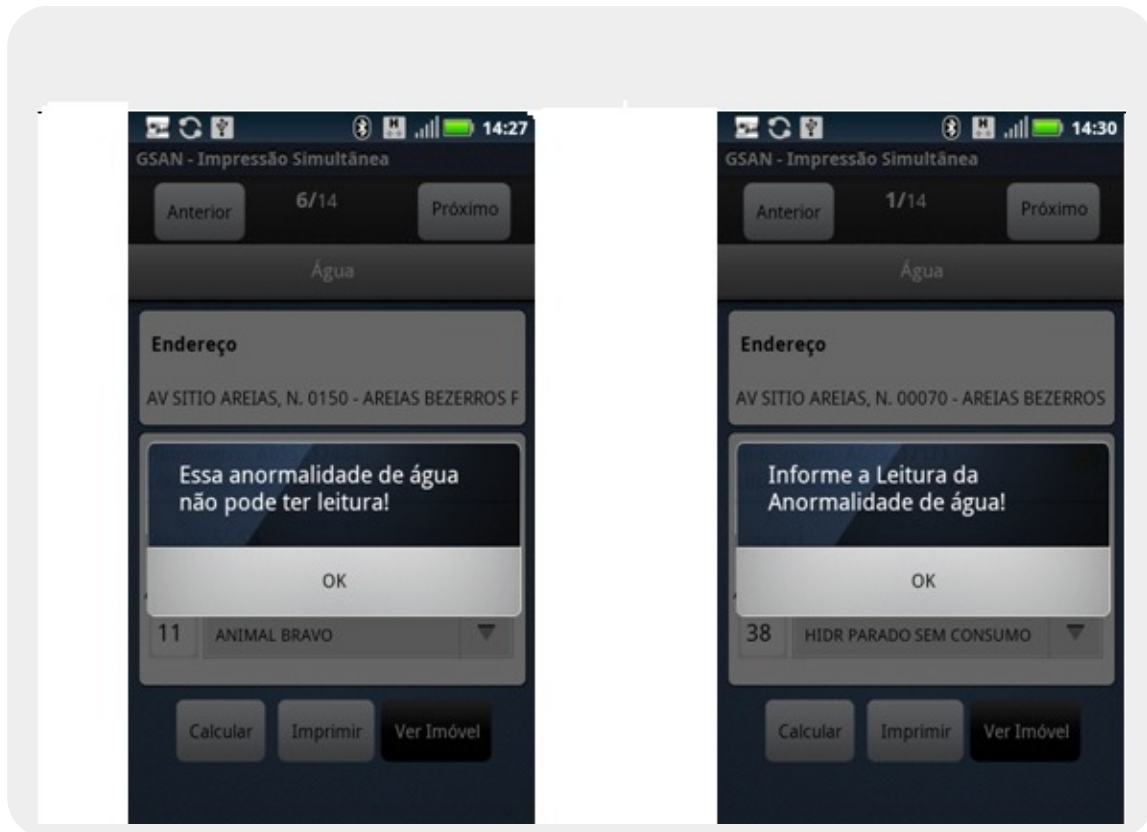 14:27
GSAN - Impressão Simultânea
Anterior
6/14
Próximo
Água
Endereço
AV SITIO AREIAS, N. 0150 - AREIAS BEZERROS F
Essa anormalidade de água
não pode ter leitura!
OK
11 ANIMAL BRAVO
Calcular
Imprimir
Ver Imóvel
14:30
GSAN - Impressão Simultânea
Anterior
1/14
Próximo
Água
Endereço
AV SITIO AREIAS, N. 00070 - AREIAS BEZERROS
Informe a Leitura da
Anormalidade de água!
OK
38 HIDR PARADO SEM CONSUMO
Calcular
Imprimir
Ver Imóvel